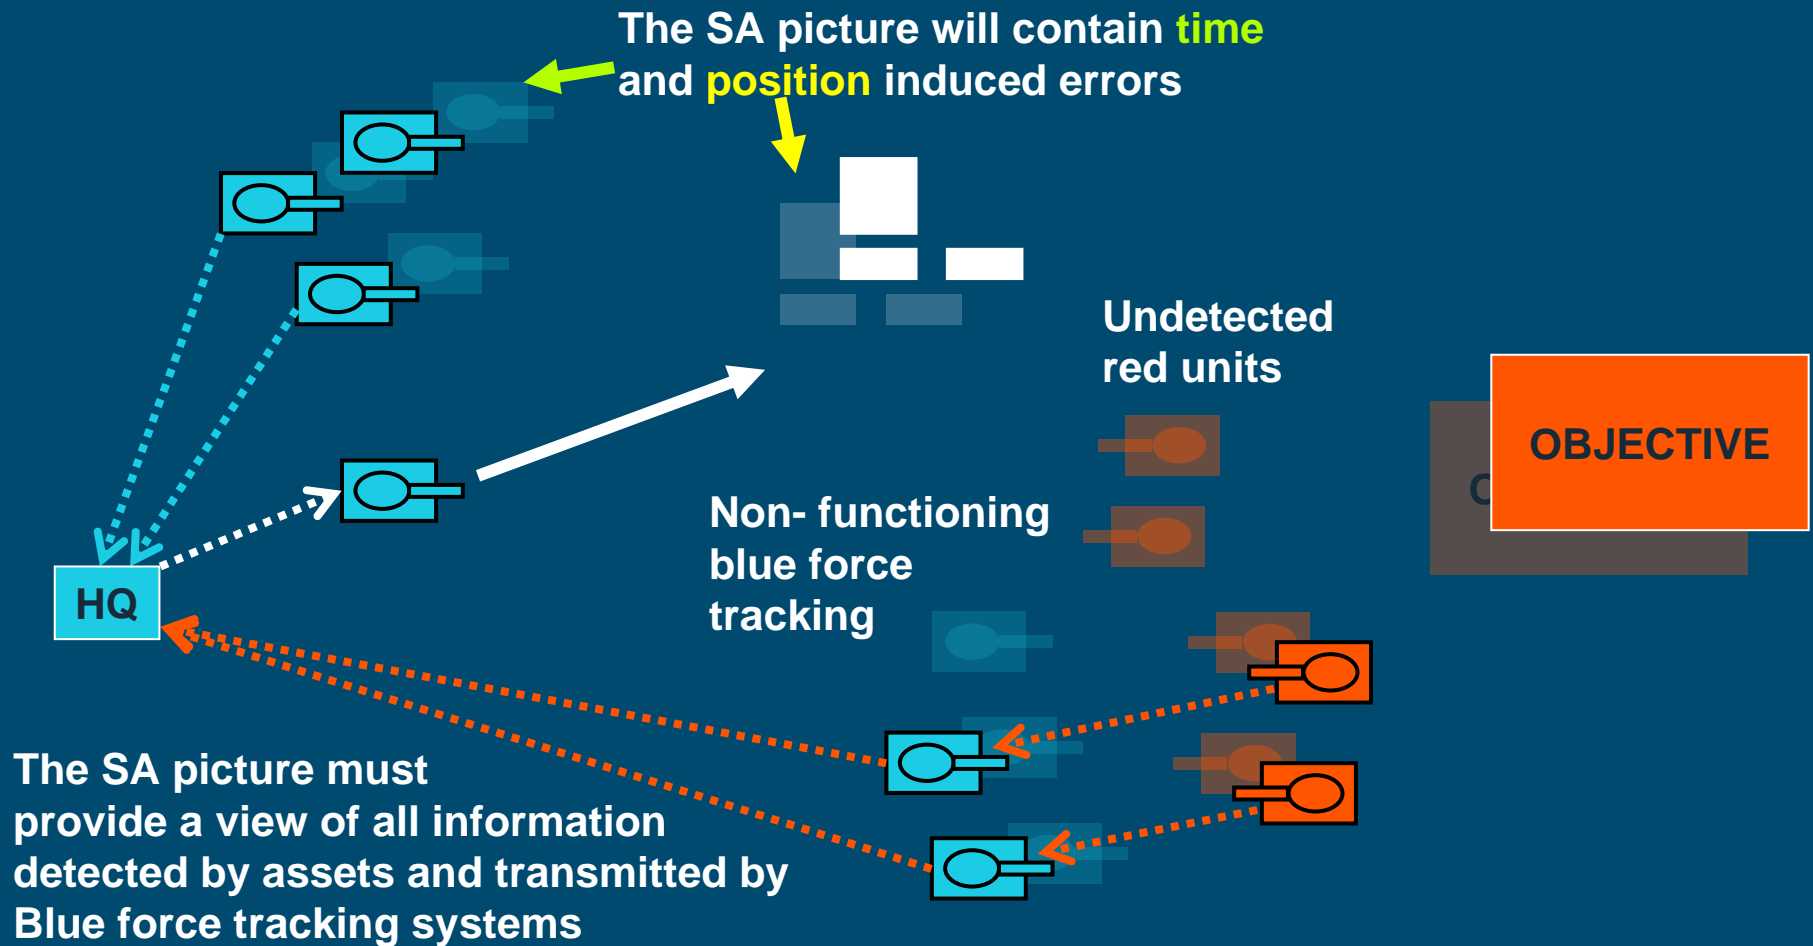 The SA picture will contain time
and position induced errors
Undetected
red units
OBJECTIVE
Non- functioning
blue force
tracking
HQ
The SA picture must
provide a view of all information
detected by assets and transmitted by
Blue force tracking systems